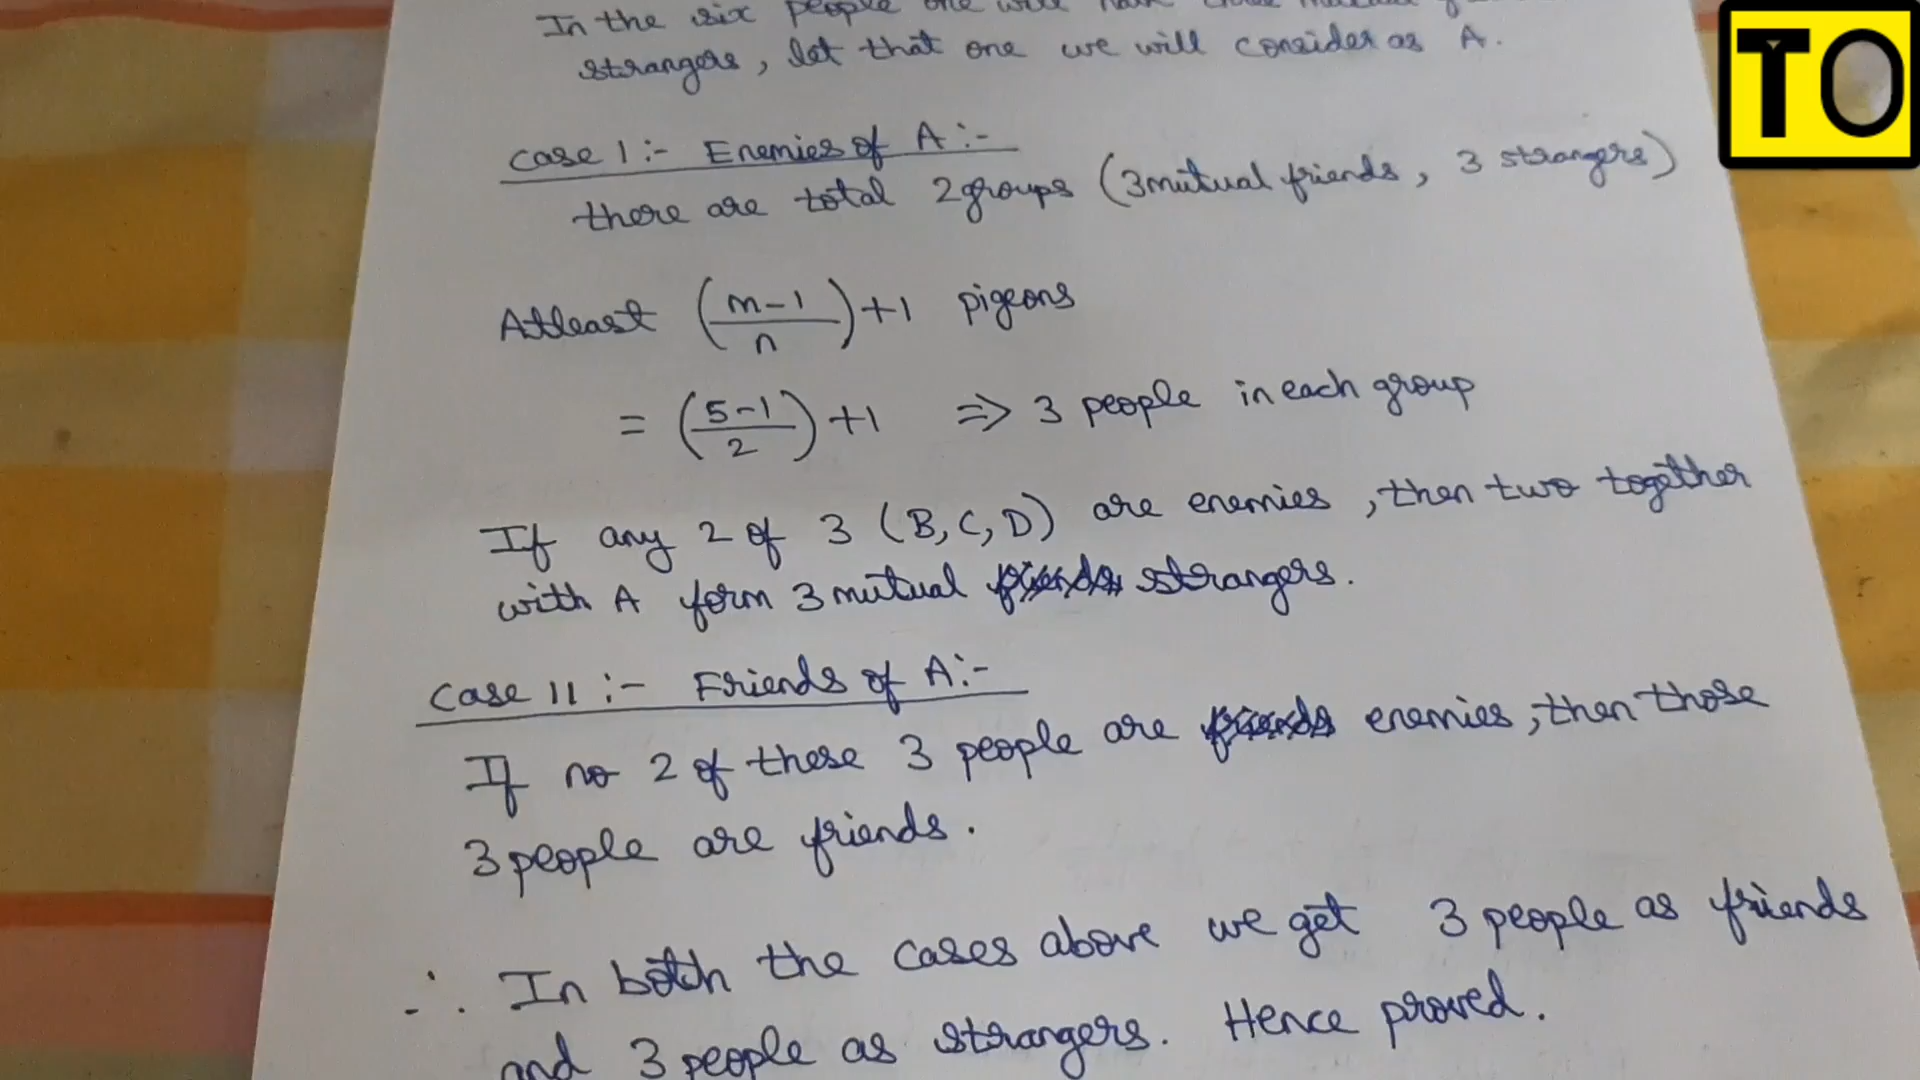 In the six people one will
strangers, let that one we will consider as A.
TO
Case I :- Enemies of A :-
there are total 2 groups (3 mutual friends, 3 strangers)
Atleast ((m-1)/n)+1 pigeons
= ((5-1)/2)+1 => 3 people in each group
If any 2 of 3 (B, C, D) are enemies, then two together
with A form 3 mutual friends strangers.
Case II :- Friends of A :-
If no 2 of these 3 people are friends enemies, then those
3 people are friends.
∴ In both the cases above we get 3 people as friends
and 3 people as strangers. Hence proved.